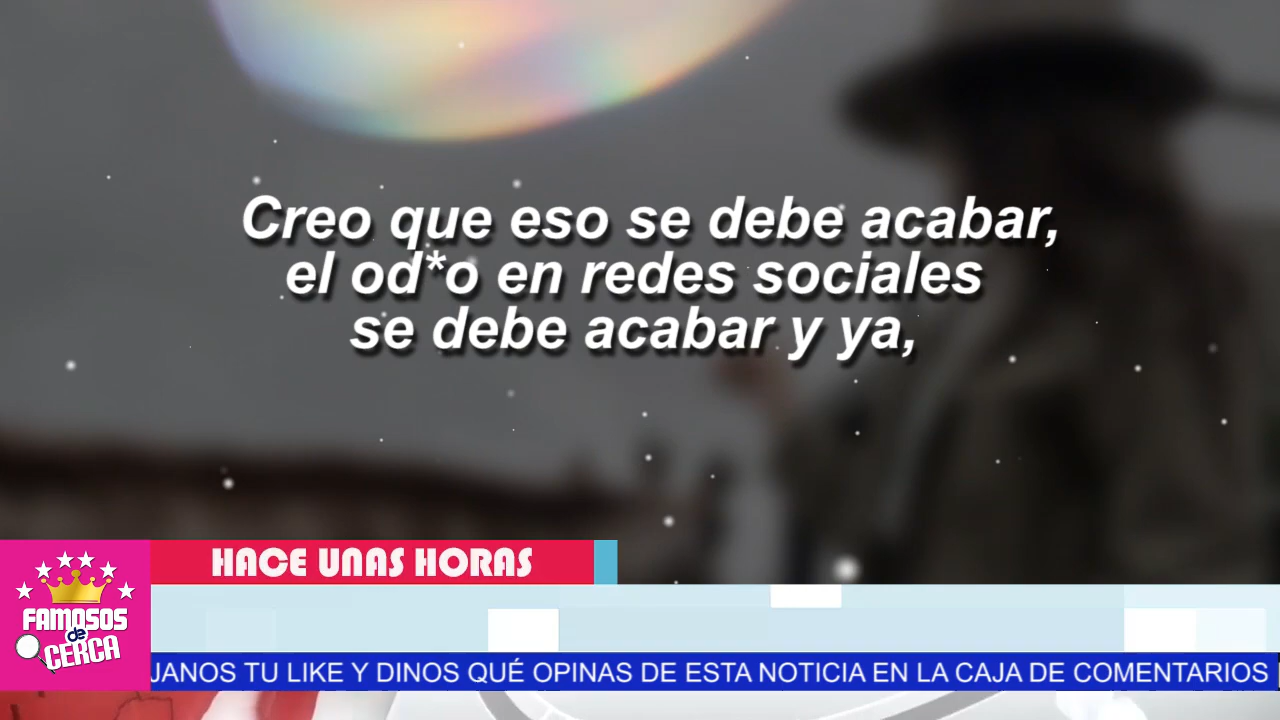 Creo que eso se debe acabar,
el od*o en redes sociales
se debe acabar y ya,
HACE UNAS HORAS
FAMOSOS
de
CERCA
JANOS TU LIKE Y DINOS QUÉ OPINAS DE ESTA NOTICIA EN LA CAJA DE COMENTARIOS